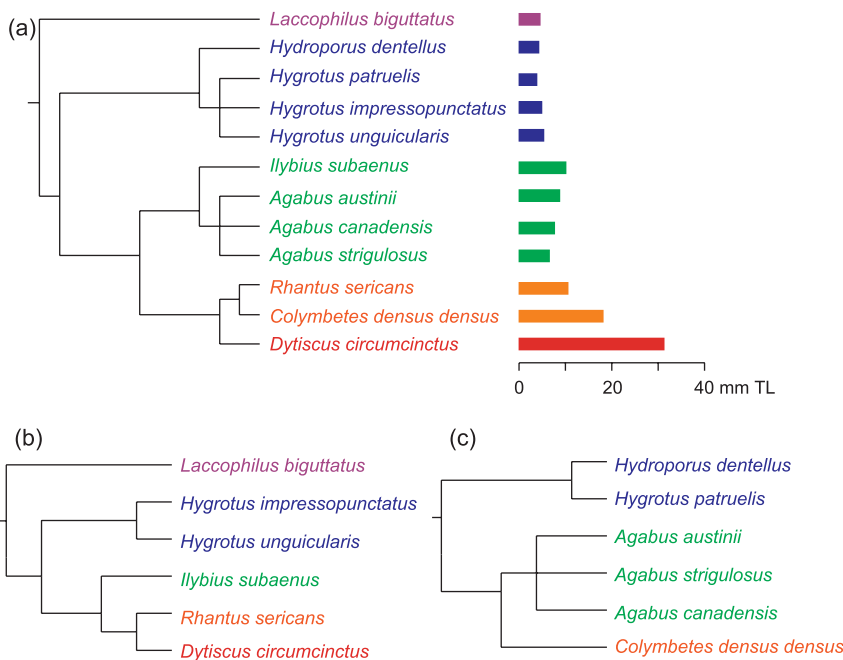 (a)
Laccophilus biguttatus
Hydroporus dentellus
Hygrotus patruelis
Hygrotus impressopunctatus
Hygrotus unguicularis
Ilybius subaenus
Agabus austinii
Agabus canadensis
Agabus strigulosus
Rhantus sericans
Colymbetes densus densus
Dytiscus circumcinctus
0 20 40 mm TL
(b)
Laccophilus biguttatus
Hygrotus impressopunctatus
Hygrotus unguicularis
Ilybius subaenus
Rhantus sericans
Dytiscus circumcinctus
(c)
Hydroporus dentellus
Hygrotus patruelis
Agabus austinii
Agabus strigulosus
Agabus canadensis
Colymbetes densus densus